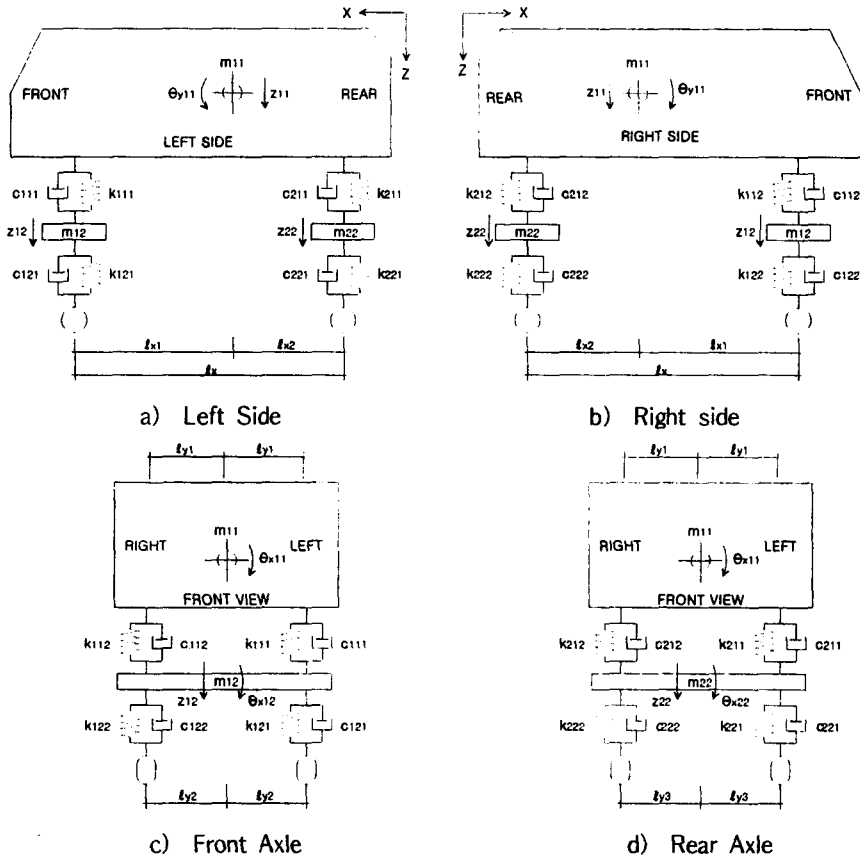 X X
Z Z
m11 m11
θy11 z11 z11 θy11
FRONT REAR REAR FRONT
LEFT SIDE RIGHT SIDE
c111 k111 c211 k211 k212 c212 k112 c112
z12 m12 z22 m22 z22 m22 z12 m12
c121 k121 c221 k221 k222 c222 k122 c122
ℓx1 ℓx2 ℓx2 ℓx1
ℓx ℓx
a) Left Side b) Right side
ℓy1 ℓy1 ℓy1 ℓy1
m11 m11
RIGHT LEFT RIGHT LEFT
θx11 θx11
FRONT VIEW FRONT VIEW
k112 c112 k111 c111 k212 c212 k211 c211
m12 m22
z12 θx12 z22 θx22
k122 c122 k121 c121 k222 c222 k221 c221
ℓy2 ℓy2 ℓy3 ℓy3
c) Front Axle d) Rear Axle